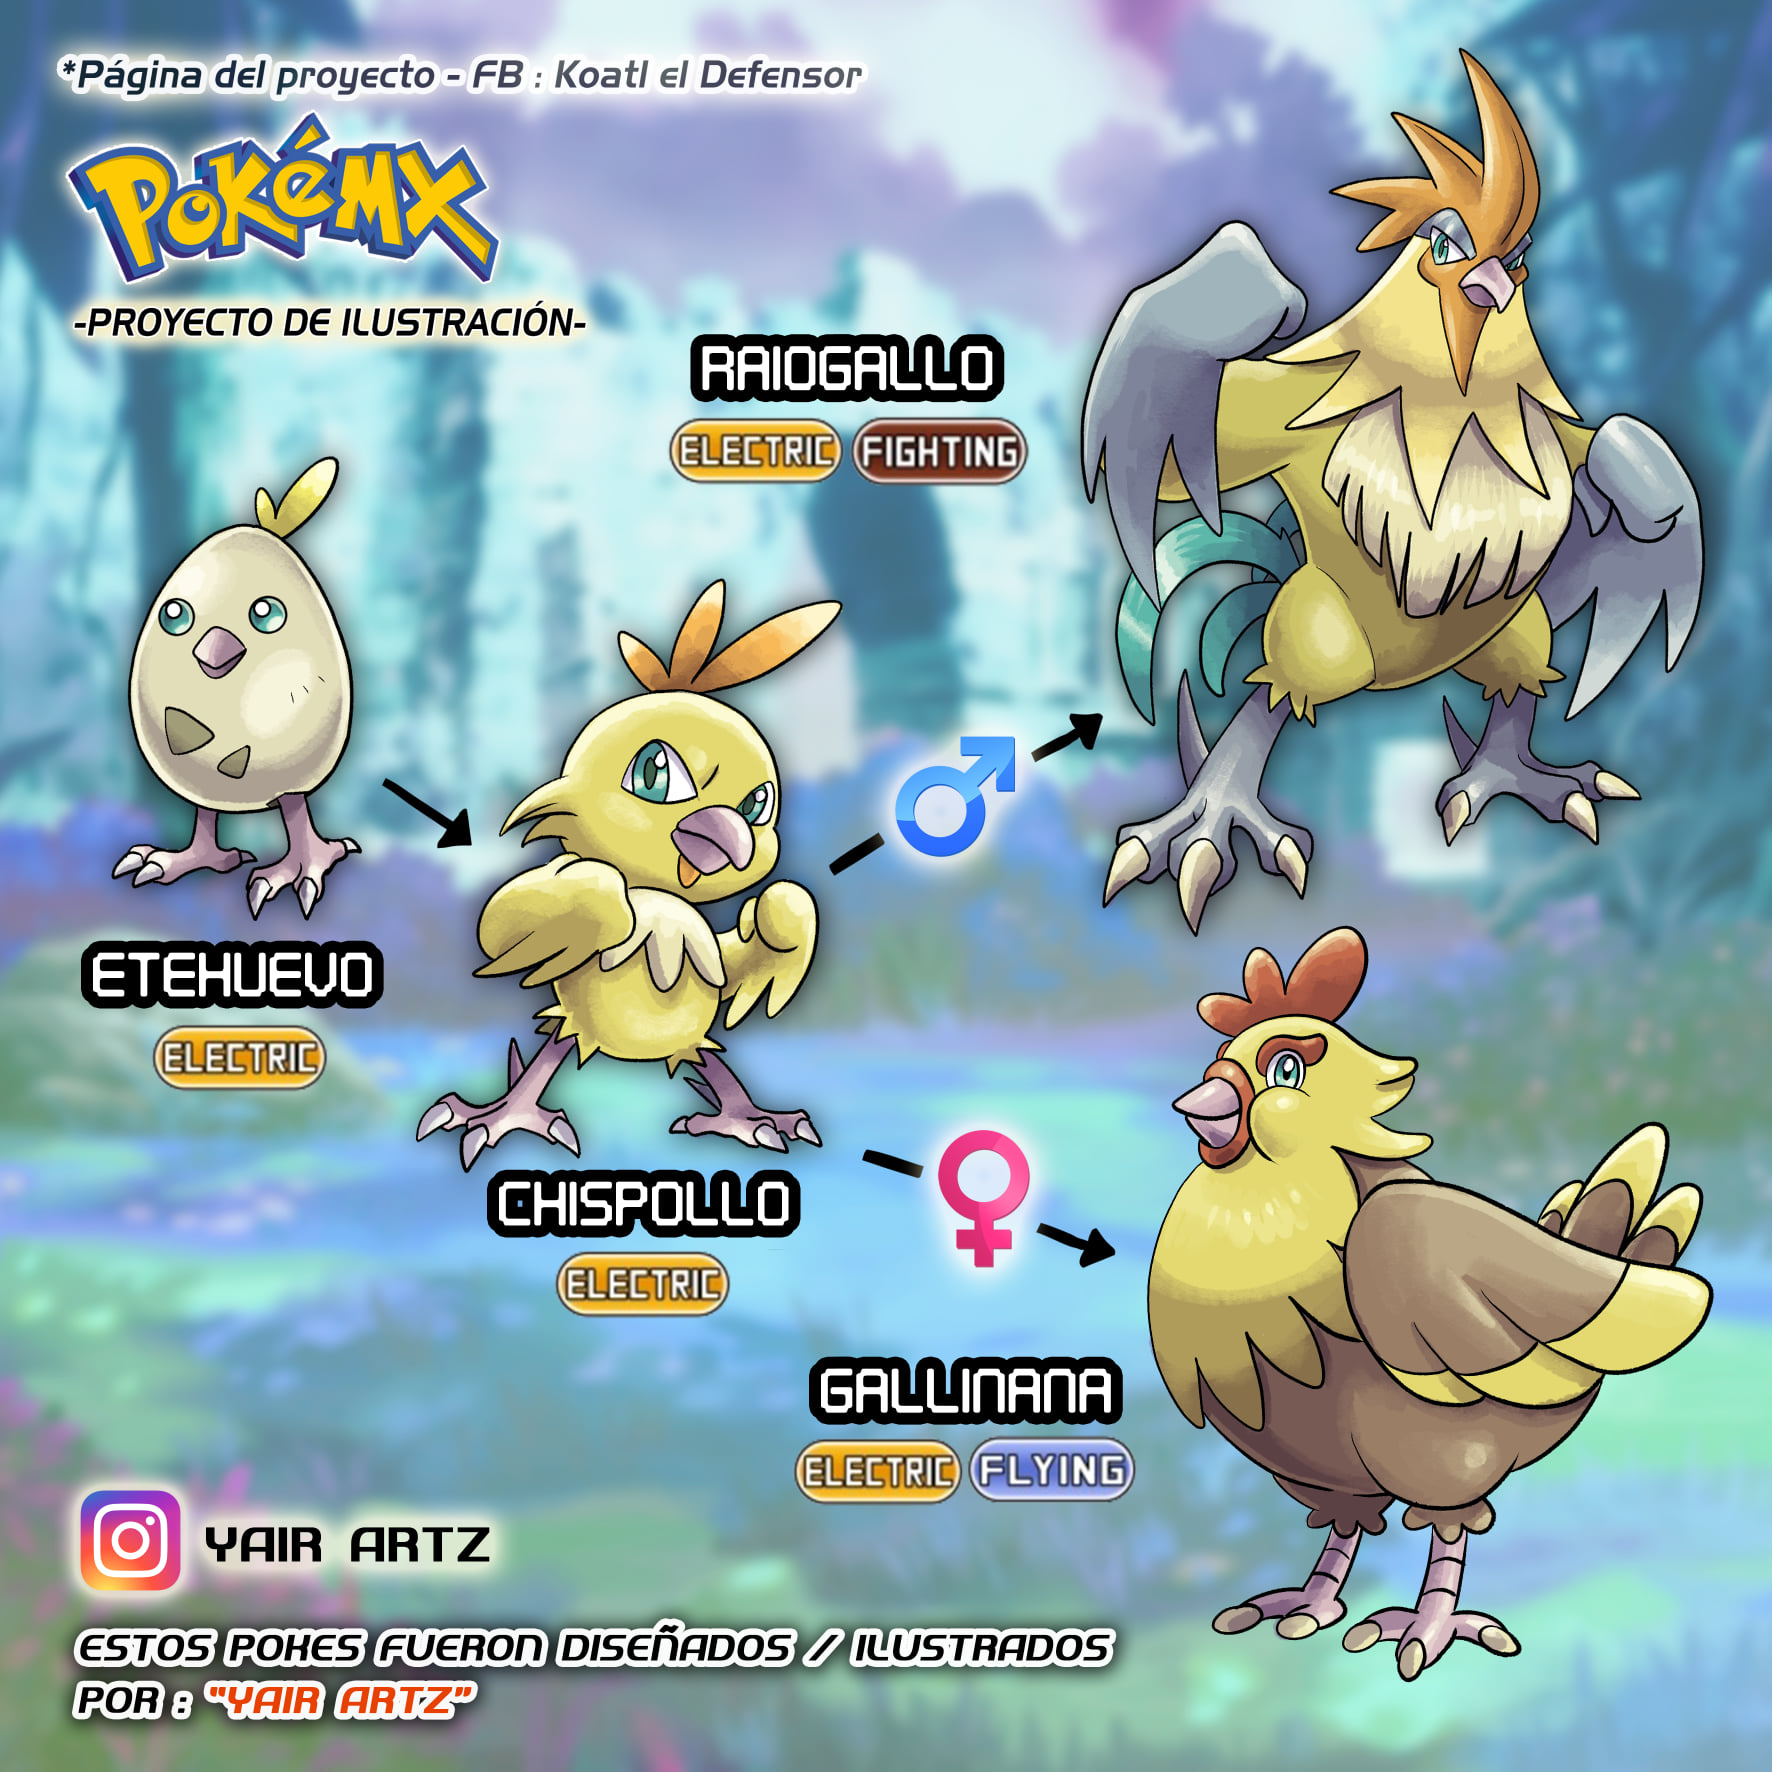 *Página del proyecto - FB : Koatl el Defensor
POKéMX
-PROYECTO DE ILUSTRACIÓN-
RAIOGALLO
ELECTRIC FIGHTING
ETEHUEVO
ELECTRIC
CHISPOLLO
ELECTRIC
GALLINANA
ELECTRIC FLYING
YAIR ARTZ
ESTOS POKES FUERON DISEÑADOS / ILUSTRADOS
POR : "YAIR ARTZ"